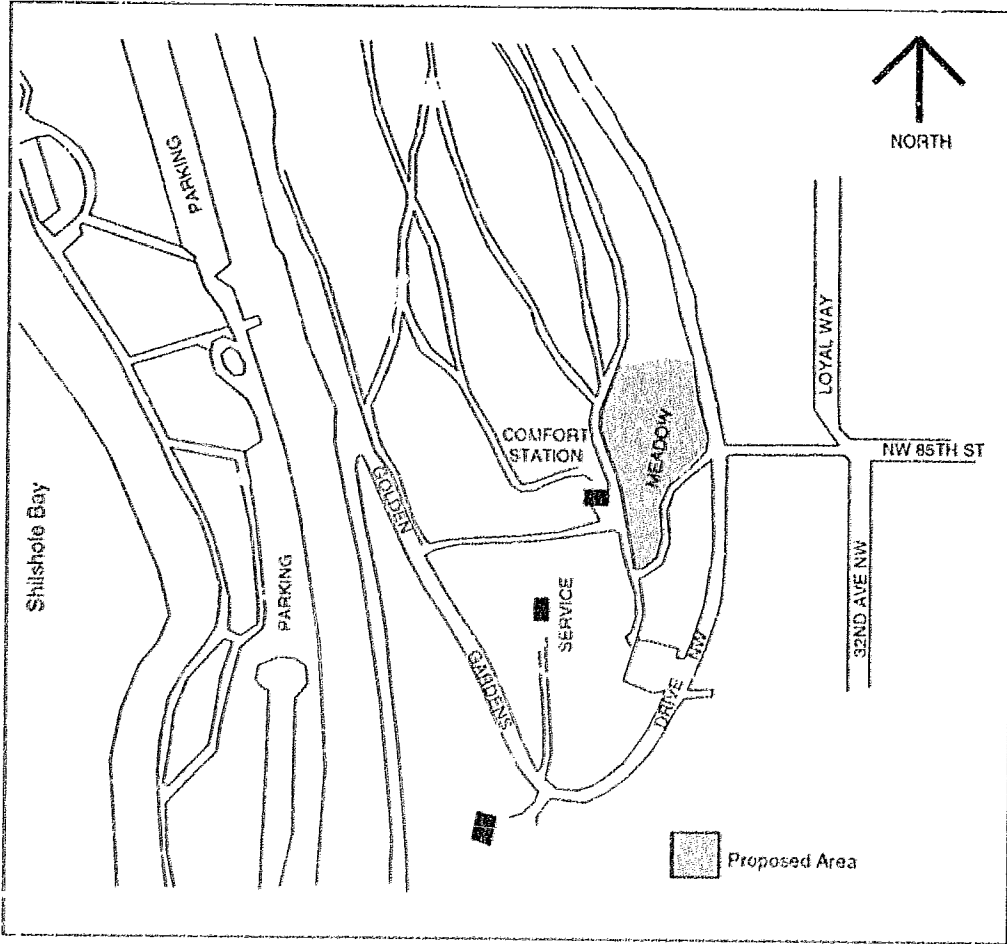 NORTH
PARKING
LOYAL WAY
COMFORT
STATION
MEADOW
NW 85TH ST
GOLDEN
Shilshole Bay
PARKING
SERVICE
32ND AVE NW
GARDENS
DRIVE NW
Proposed Area